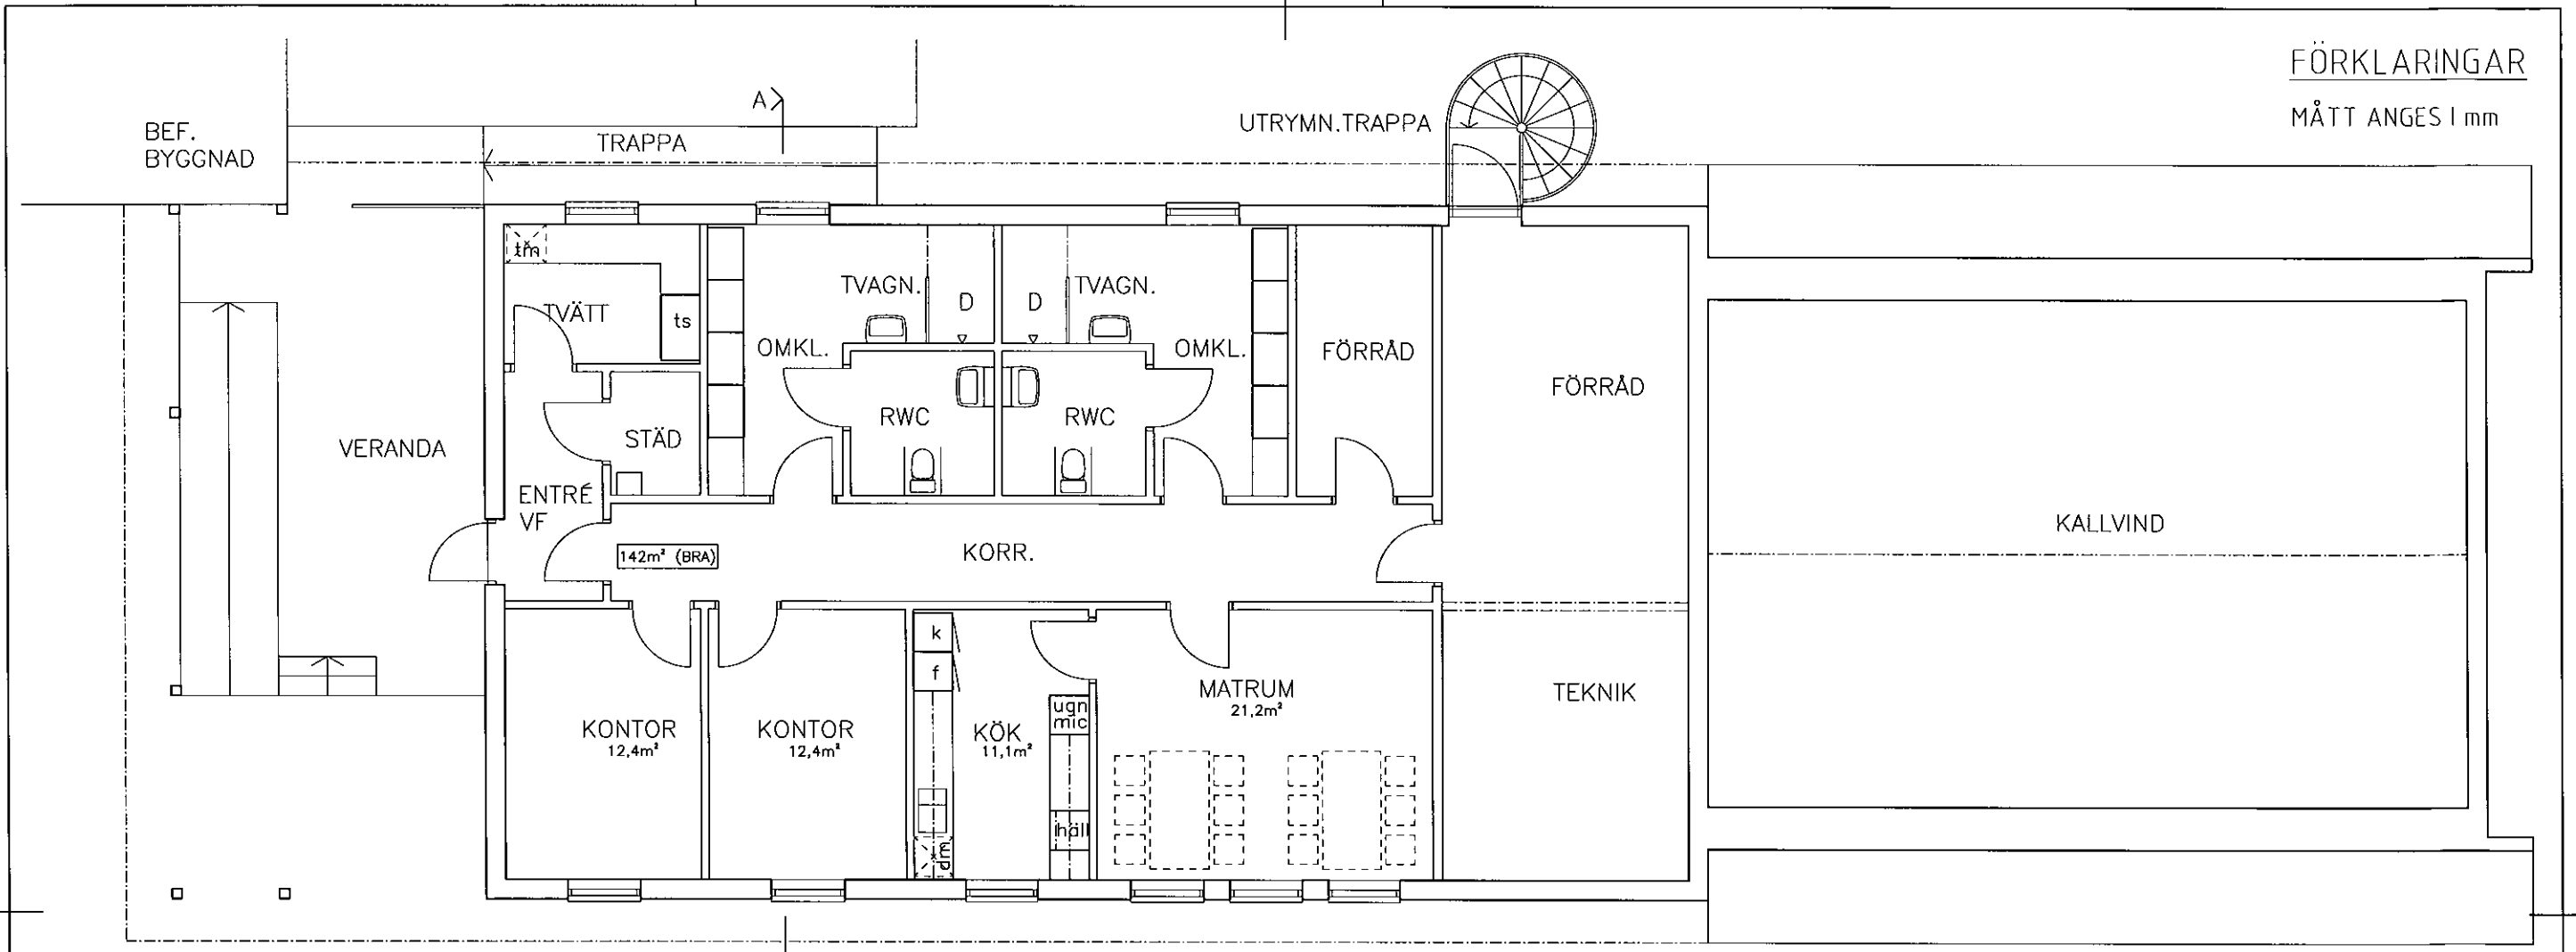 FÖRKLARINGAR
MÅTT ANGES I mm
BEF.
BYGGNAD
TRAPPA
A
UTRYMN.TRAPPA
tm
TVÄTT
ts
TVAGN.
D
D
TVAGN.
OMKL.
OMKL.
FÖRRÅD
FÖRRÅD
RWC
RWC
STÄD
VERANDA
ENTRÉ
VF
142m² (BRA)
KORR.
KALLVIND
k
f
KONTOR
12,4m²
KONTOR
12,4m²
KÖK
11,1m²
ugn
mic
häll
dm
MATRUM
21,2m²
TEKNIK